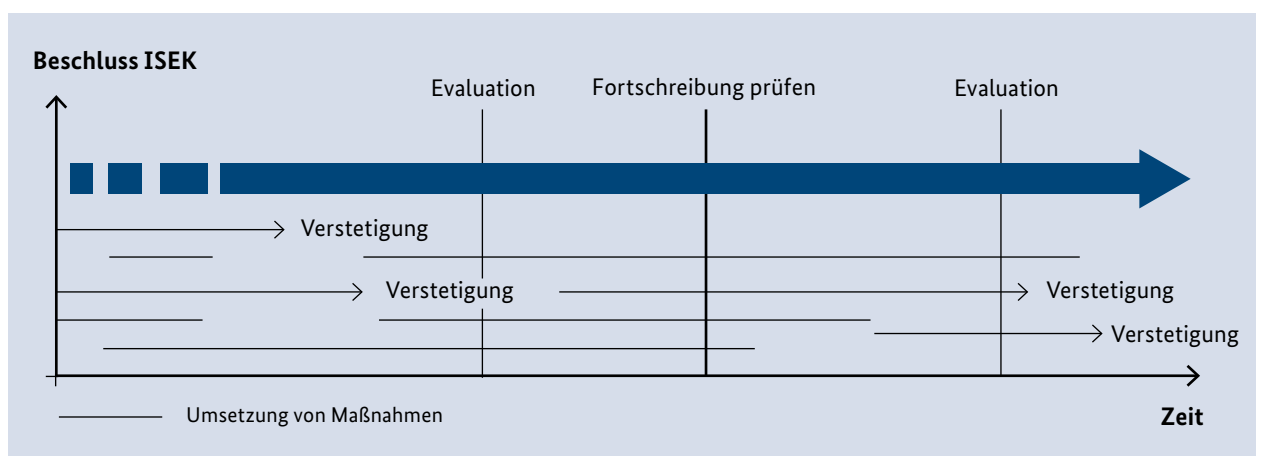 Beschluss ISEK
Evaluation
Fortschreibung prüfen
Evaluation
Verstetigung
Verstetigung
Verstetigung
Verstetigung
Umsetzung von Maßnahmen
Zeit